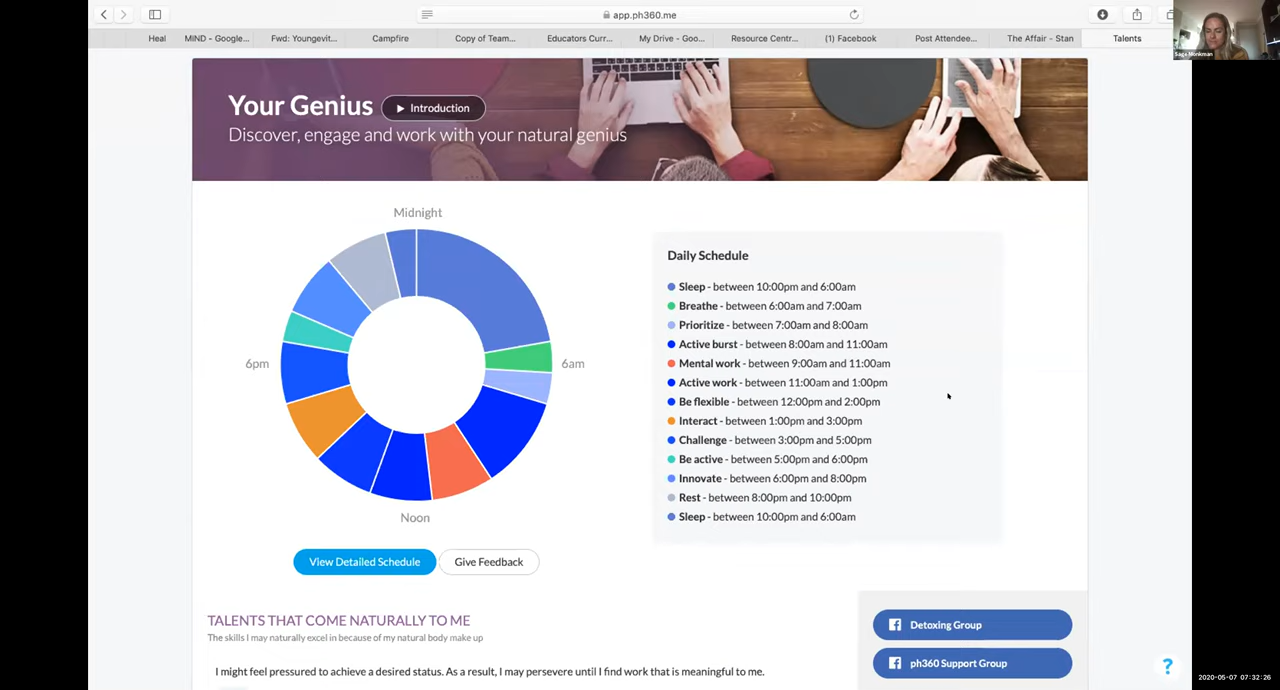 app.ph360.me
Heal
MIND - Google...
Fwd: Youngevit...
Campfire
Copy of Team...
Educators Curr...
My Drive - Goo...
Resource Centr...
(1) Facebook
Post Attendee...
The Affair - Stan
Talents
Sage Monkman
Your Genius
Introduction
Discover, engage and work with your natural genius
Midnight
6pm
6am
Noon
Daily Schedule
Sleep - between 10:00pm and 6:00am
Breathe - between 6:00am and 7:00am
Prioritize - between 7:00am and 8:00am
Active burst - between 8:00am and 11:00am
Mental work - between 9:00am and 11:00am
Active work - between 11:00am and 1:00pm
Be flexible - between 12:00pm and 2:00pm
Interact - between 1:00pm and 3:00pm
Challenge - between 3:00pm and 5:00pm
Be active - between 5:00pm and 6:00pm
Innovate - between 6:00pm and 8:00pm
Rest - between 8:00pm and 10:00pm
Sleep - between 10:00pm and 6:00am
View Detailed Schedule
Give Feedback
TALENTS THAT COME NATURALLY TO ME
The skills I may naturally excel in because of my natural body make up
I might feel pressured to achieve a desired status. As a result, I may persevere until I find work that is meaningful to me.
Detoxing Group
ph360 Support Group
?
2020-05-07 07:32:26